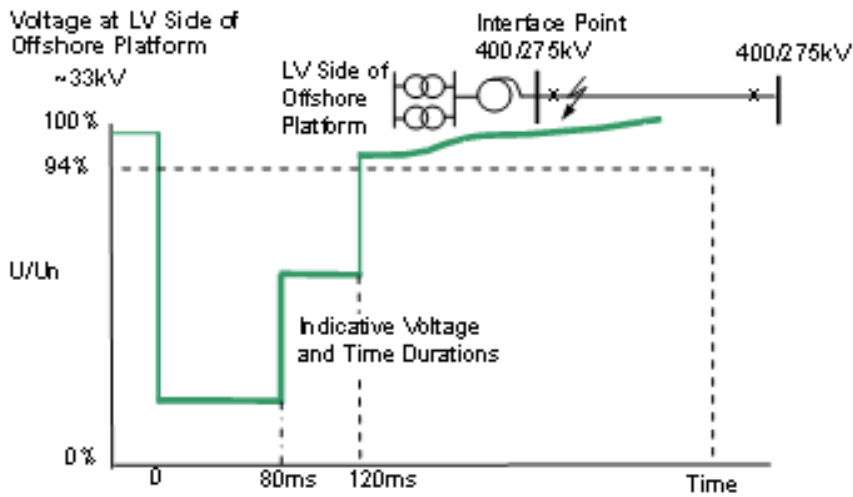 Voltage at LV Side of
Offshore Platform
~33kV
Interface Point
400/275kV
400/275kV
LV Side of
Offshore
Platform
100%
94%
U/Un
Indicative Voltage
and Time Durations
0%
0
80ms
120ms
Time